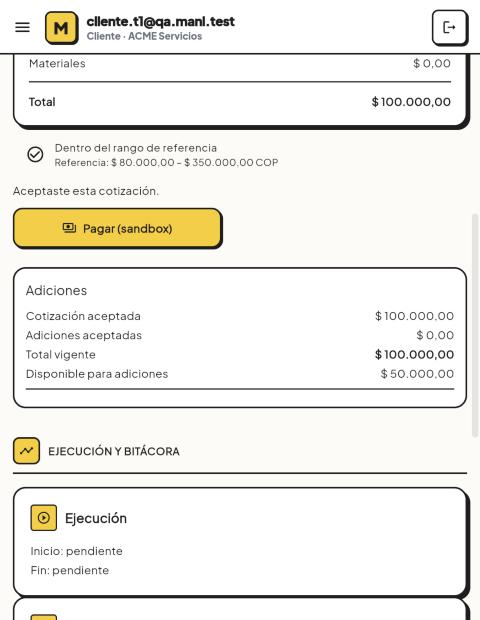 M
cliente.t1@qa.mani.test
Cliente · ACME Servicios
Materiales $ 0,00
Total $ 100.000,00
Dentro del rango de referencia
Referencia: $ 80.000,00 – $ 350.000,00 COP
Aceptaste esta cotización.
Pagar (sandbox)
Adiciones
Cotización aceptada $ 100.000,00
Adiciones aceptadas $ 0,00
Total vigente $ 100.000,00
Disponible para adiciones $ 50.000,00
EJECUCIÓN Y BITÁCORA
Ejecución
Inicio: pendiente
Fin: pendiente